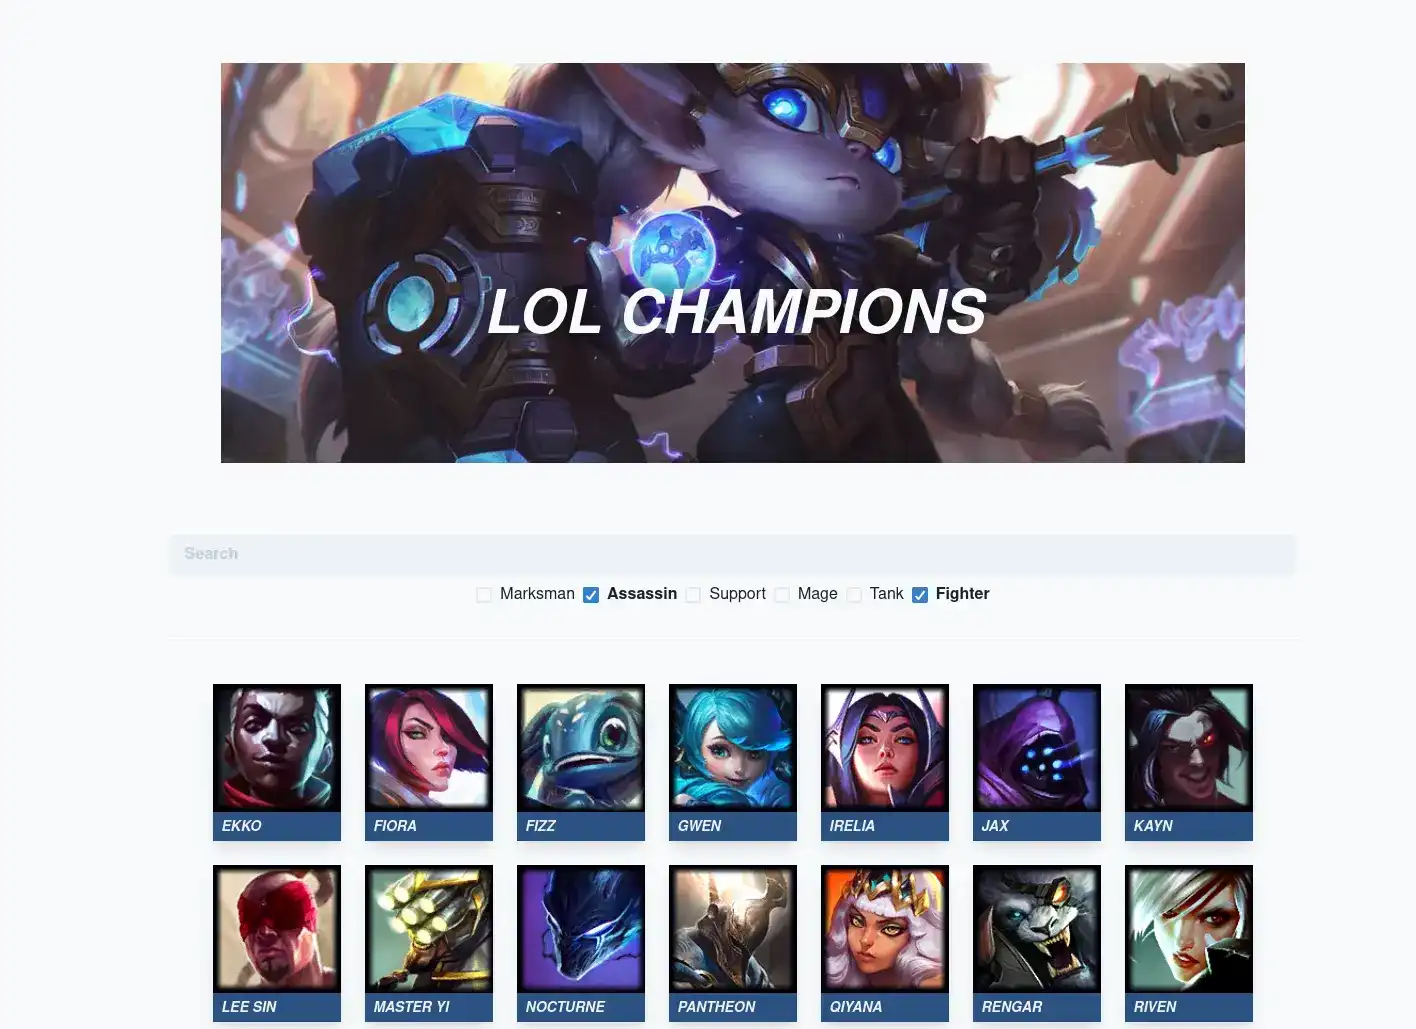 LOL CHAMPIONS
Search
Marksman Assassin Support Mage Tank Fighter
EKKO FIORA FIZZ GWEN IRELIA JAX KAYN
LEE SIN MASTER YI NOCTURNE PANTHEON QIYANA RENGAR RIVEN